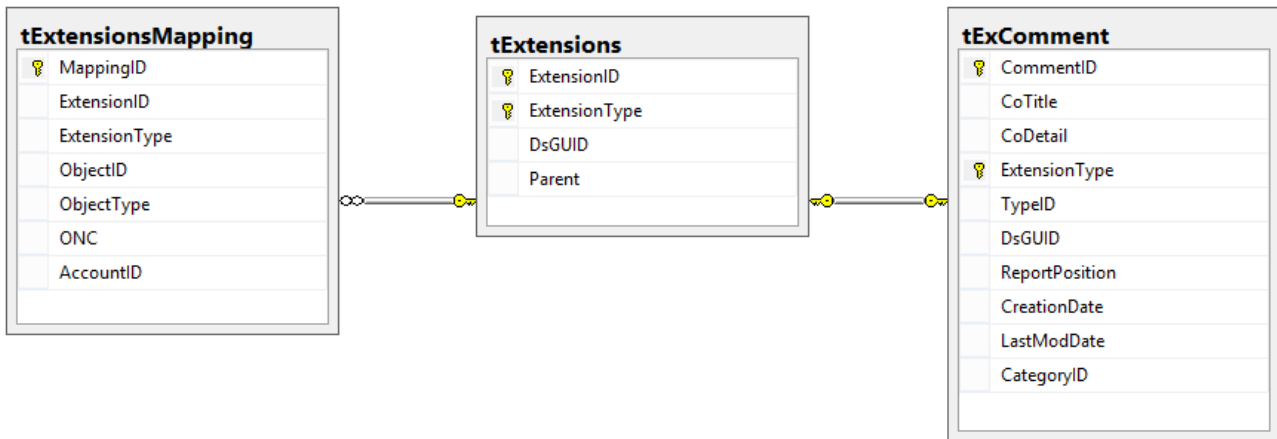 tExtensionsMapping
MappingID
ExtensionID
ExtensionType
ObjectID
ObjectType
ONC
AccountID
tExtensions
ExtensionID
ExtensionType
DsGUID
Parent
tExComment
CommentID
CoTitle
CoDetail
ExtensionType
TypeID
DsGUID
ReportPosition
CreationDate
LastModDate
CategoryID